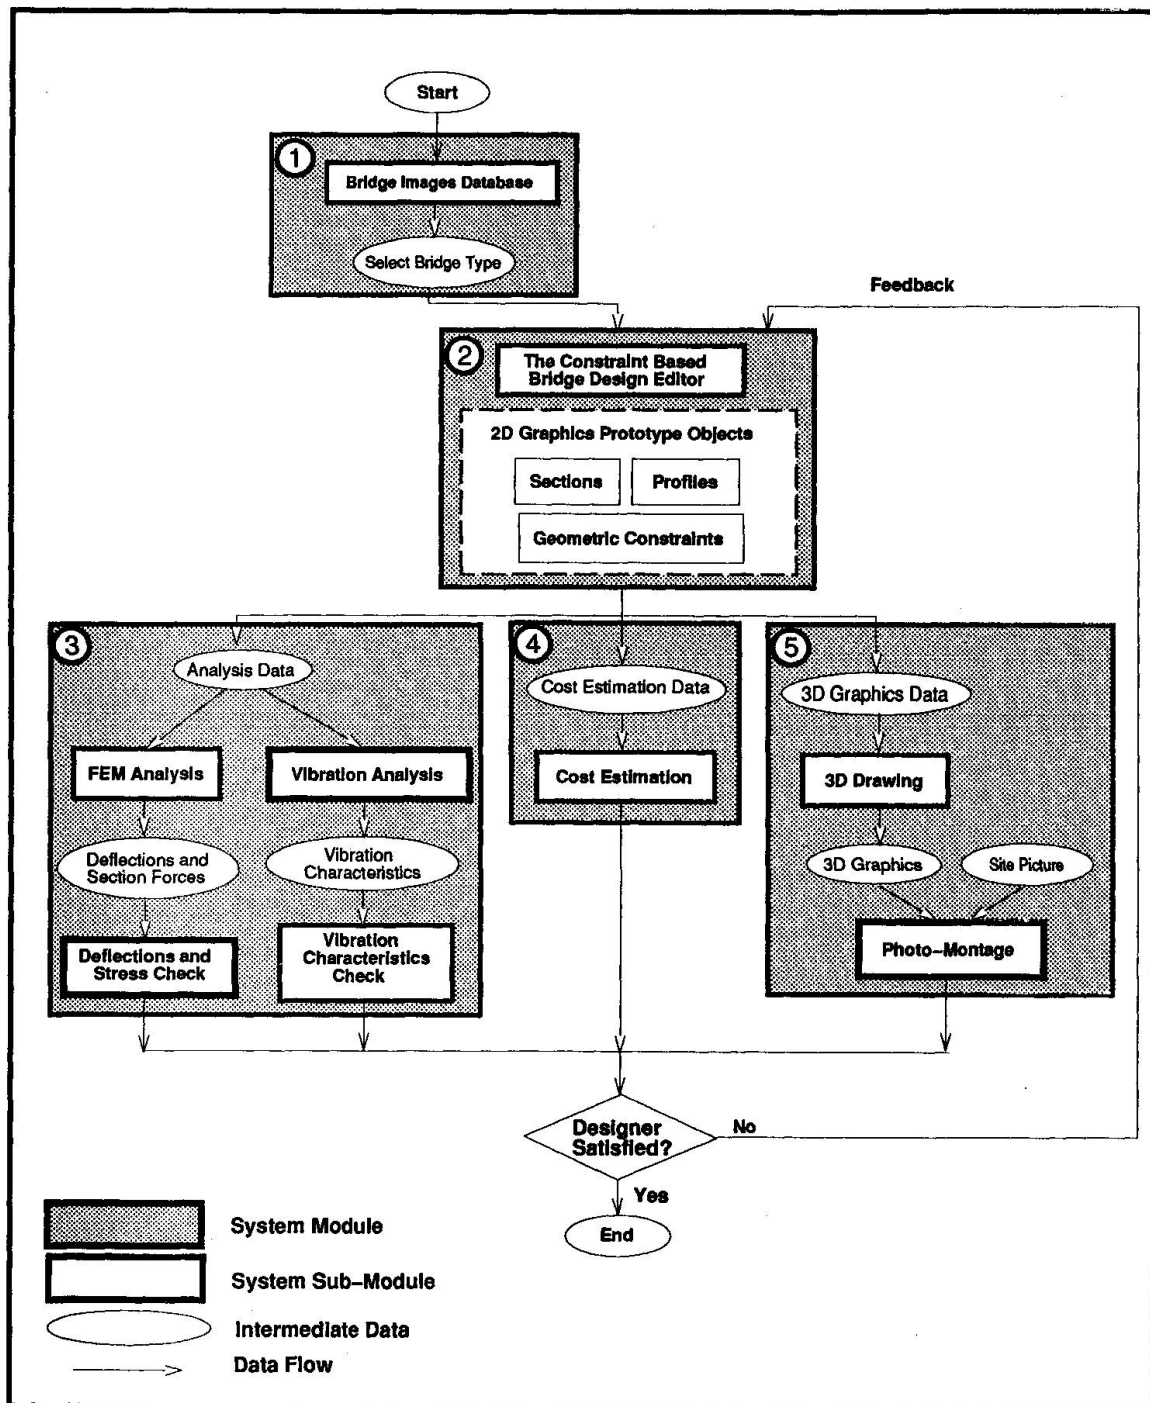 Start
1
Bridge Images Database
Select Bridge Type
Feedback
2
The Constraint Based
Bridge Design Editor
2D Graphics Prototype Objects
Sections
Profiles
Geometric Constraints
3
Analysis Data
FEM Analysis
Vibration Analysis
Deflections and
Section Forces
Vibration
Characteristics
Deflections and
Stress Check
Vibration
Characteristics
Check
4
Cost Estimation Data
Cost Estimation
5
3D Graphics Data
3D Drawing
3D Graphics
Site Picture
Photo-Montage
Designer
Satisfied?
No
Yes
End
System Module
System Sub-Module
Intermediate Data
Data Flow